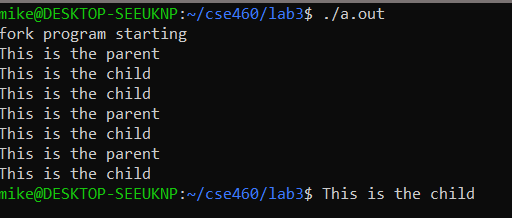 mike@DESKTOP-SEEUKNP:~/cse460/lab3$ ./a.out
fork program starting
This is the parent
This is the child
This is the child
This is the parent
This is the child
This is the parent
This is the child
mike@DESKTOP-SEEUKNP:~/cse460/lab3$ This is the child